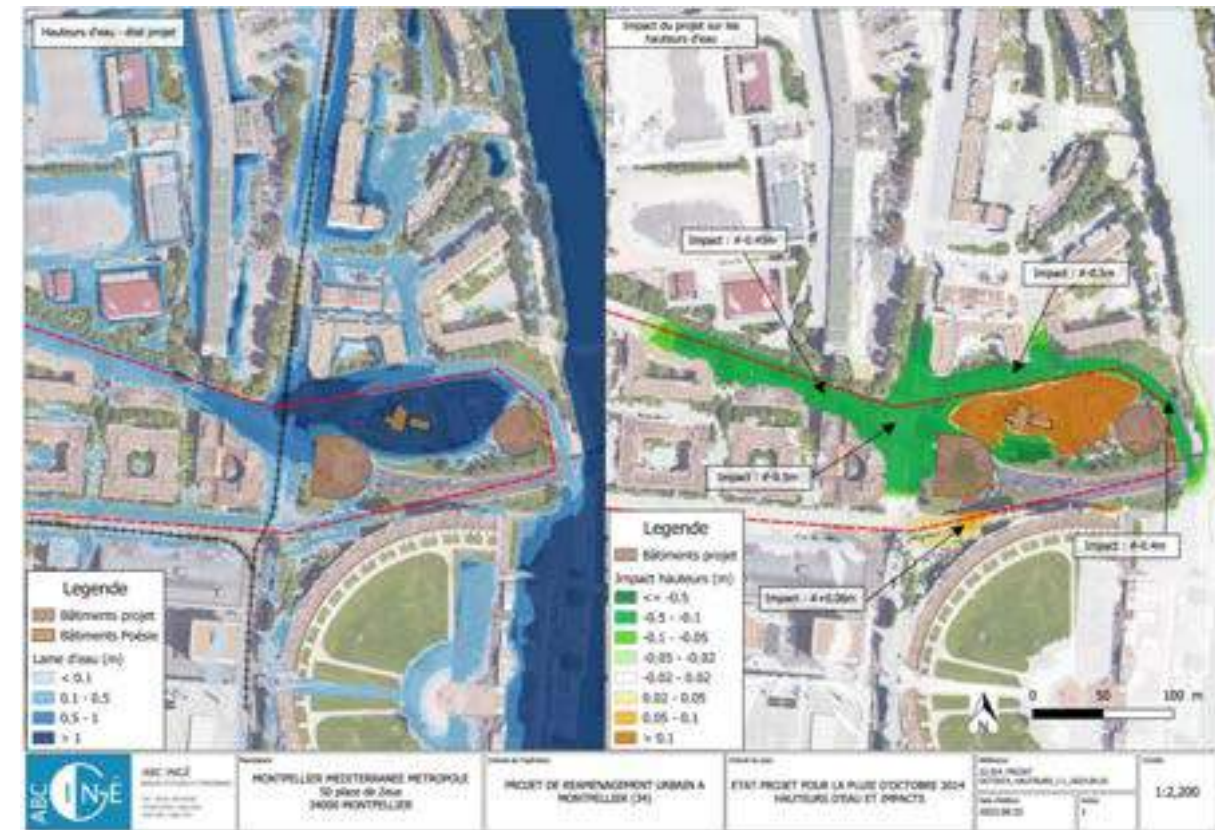 Hauteurs d'eau - état projet
Impact du projet sur les
hauteurs d'eau
Impact : #-0.45m
Impact : #-0.5m
Impact : #-0.5m
Impact : #-0.4m
Impact : #+0.06m
Legende
Bâtiments projet
Bâtiments Poésie
Lame d'eau (m)
< 0.1
0.1 - 0.5
0.5 - 1
> 1
Legende
Bâtiments projet
Impact hauteurs (m)
<= -0.5
-0.5 - -0.1
-0.1 - -0.05
-0.05 - -0.02
-0.02 - 0.02
0.02 - 0.05
0.05 - 0.1
> 0.1
0 50 100 m
N
ABC INGÉ
ABC INGÉ
MONTPELLIER MEDITERRANEE METROPOLE
50 place de Zeus
34000 MONTPELLIER
PROJET DE REAMENAGEMENT URBAIN A
MONTPELLIER (34)
ETAT PROJET POUR LA PLUIE D'OCTOBRE 2014
HAUTEURS D'EAU ET IMPACTS
1:2,200